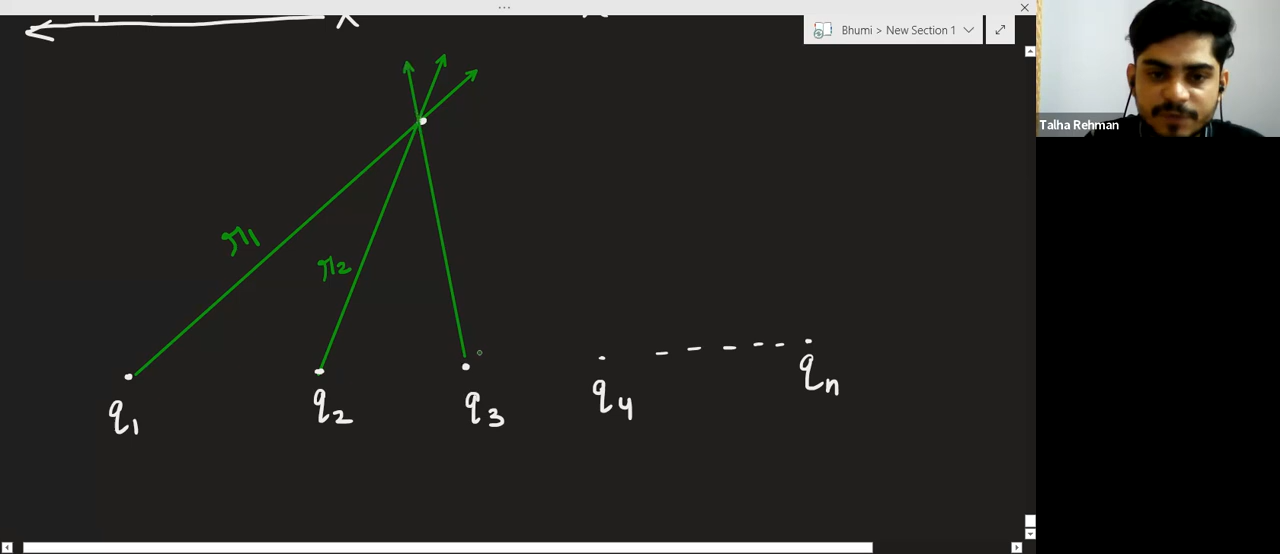 Bhumi > New Section 1
Talha Rehman
r1
r2
q1 q2 q3 q4 qn